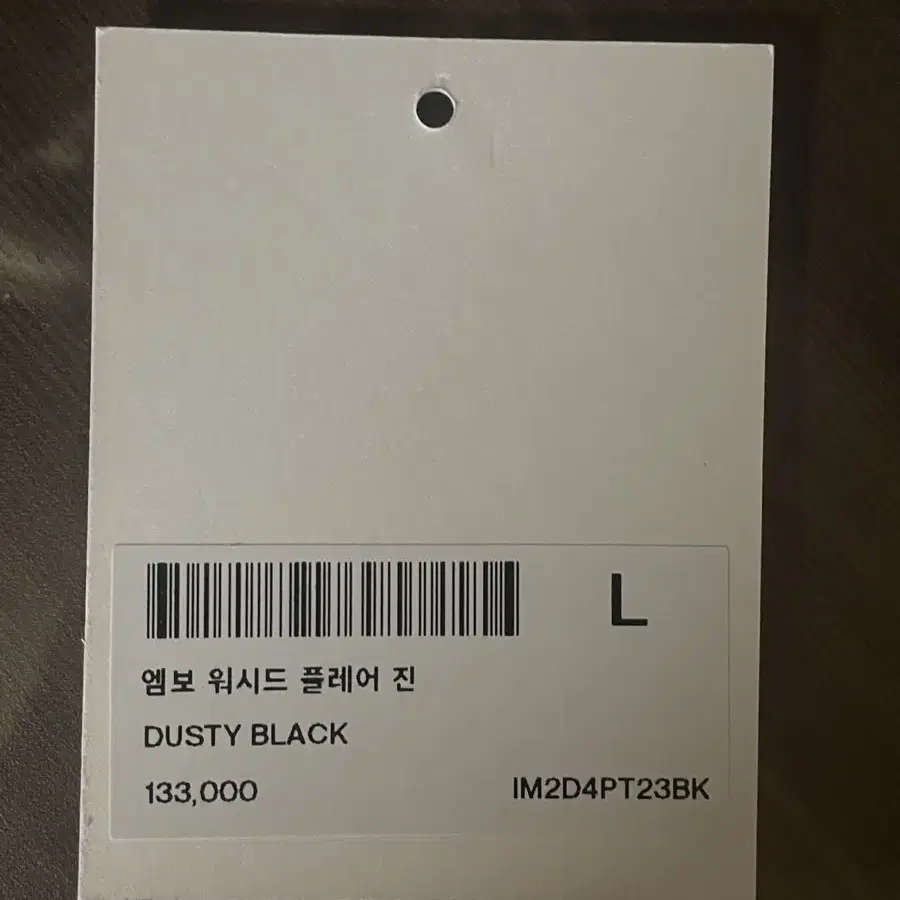 L
엠보 워시드 플레어 진
DUSTY BLACK
133,000
IM2D4PT23BK